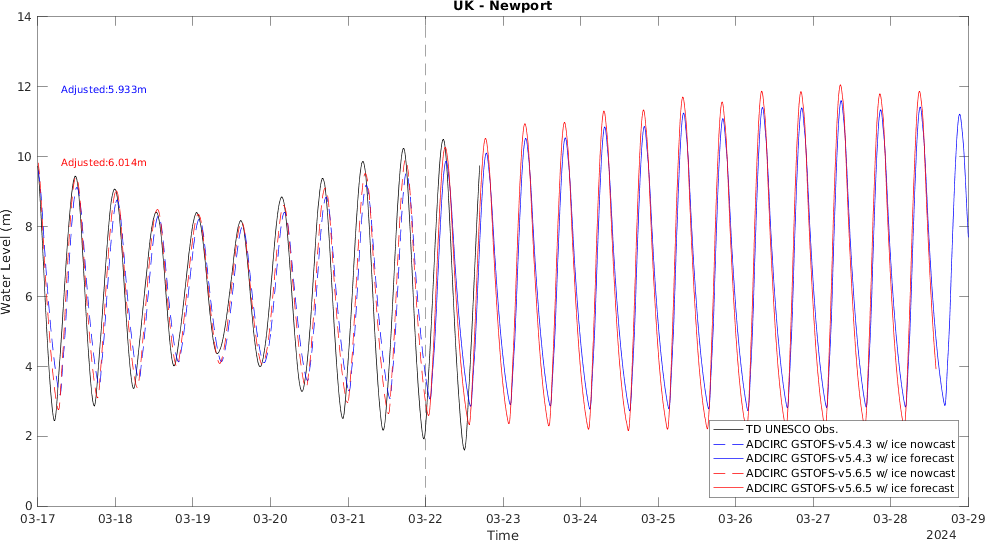 UK - Newport
14
12
10
8
6
4
2
0
Water Level (m)
Adjusted:5.933m
Adjusted:6.014m
TD UNESCO Obs.
ADCIRC GSTOFS-v5.4.3 w/ ice nowcast
ADCIRC GSTOFS-v5.4.3 w/ ice forecast
ADCIRC GSTOFS-v5.6.5 w/ ice nowcast
ADCIRC GSTOFS-v5.6.5 w/ ice forecast
03-17 03-18 03-19 03-20 03-21 03-22 03-23 03-24 03-25 03-26 03-27 03-28 03-29
Time
2024